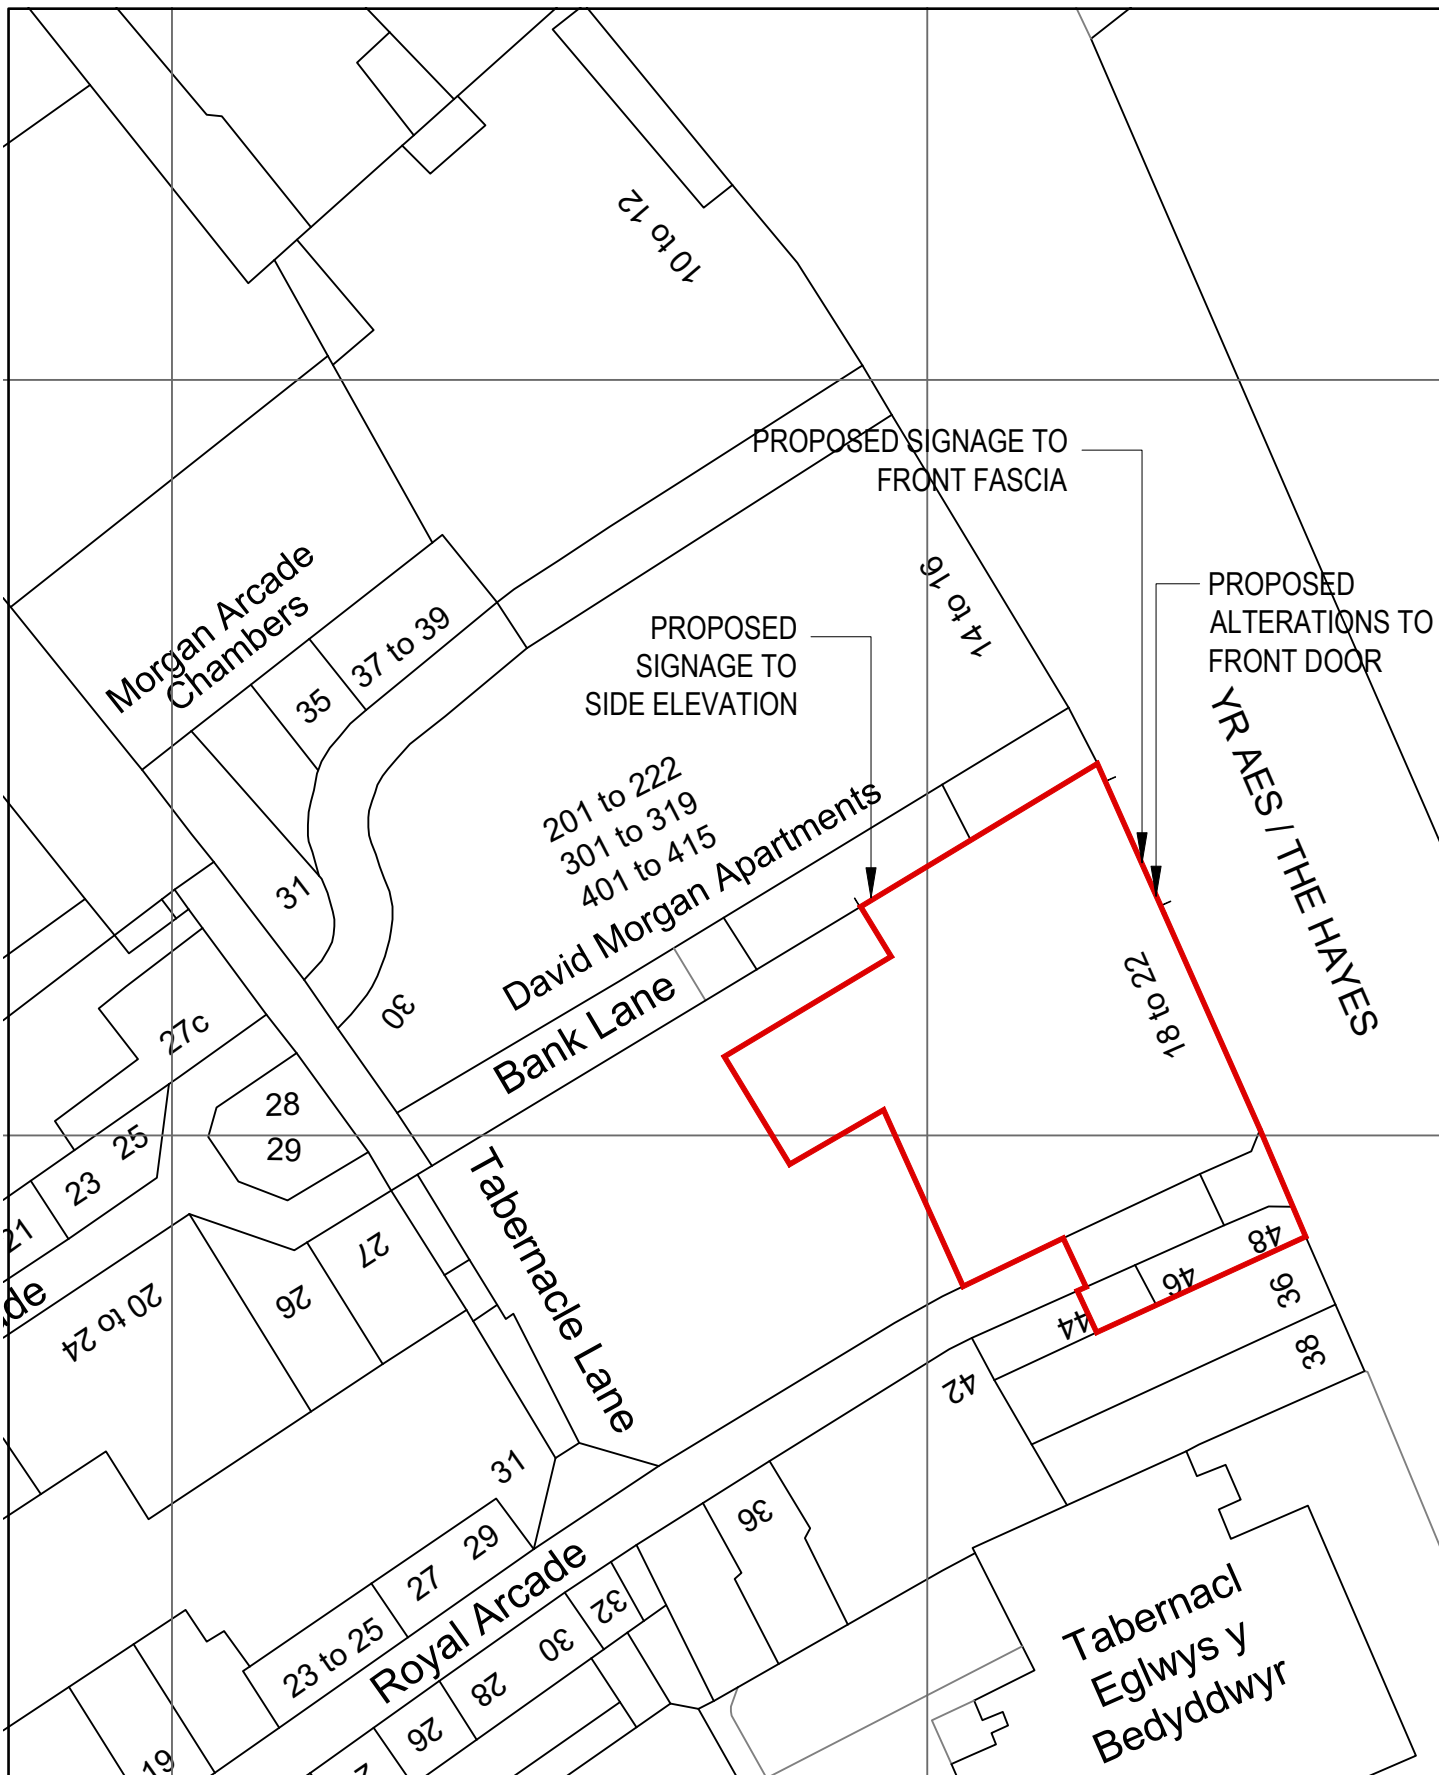 10 to 12
PROPOSED SIGNAGE TO
FRONT FASCIA
14 to 16
PROPOSED
ALTERATIONS TO
FRONT DOOR
PROPOSED
SIGNAGE TO
SIDE ELEVATION
Morgan Arcade
Chambers
35
37 to 39
YR AES / THE HAYES
201 to 222
301 to 319
401 to 415
David Morgan Apartments
31
30
Bank Lane
18 to 22
27c
28
29
25
23
21
Tabernacle Lane
27
26
20 to 24
48
46
44
36
38
42
31
29
27
23 to 25
Royal Arcade
36
32
30
28
26
19
Tabernacl
Eglwys y
Bedyddwyr